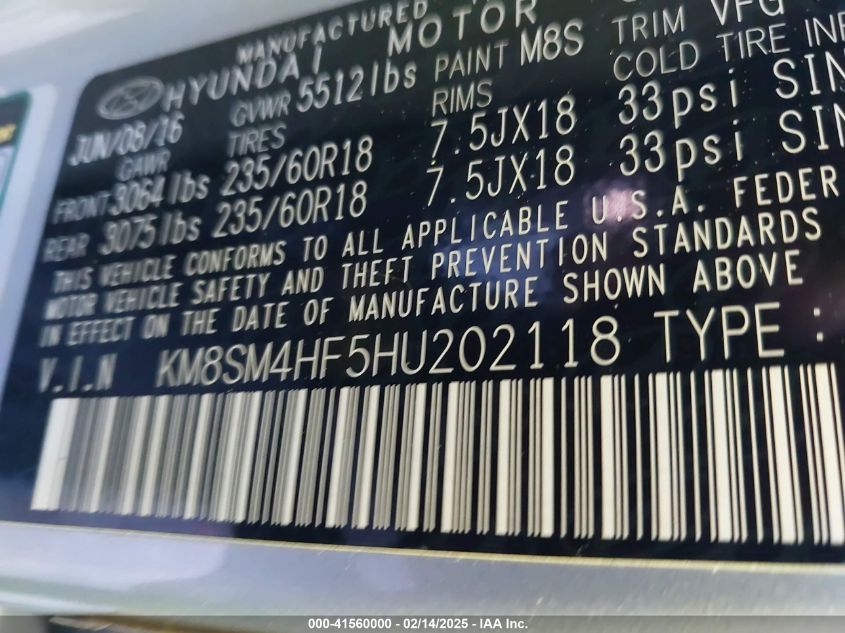 MANUFACTURED
HYUNDAI MOTOR
JUN/08/16 GVWR 5512lbs PAINT M8S TRIM VFG
GAWR TIRES RIMS COLD TIRE
FRONT 3064lbs 235/60R18 7.5JX18 33psi SIN
REAR 3075lbs 235/60R18 7.5JX18 33psi SIN
THIS VEHICLE CONFORMS TO ALL APPLICABLE U.S.A. FEDER
MOTOR VEHICLE SAFETY AND THEFT PREVENTION STANDARDS
IN EFFECT ON THE DATE OF MANUFACTURE SHOWN ABOVE
V.I.N KM8SM4HF5HU202118 TYPE :
000-41560000 - 02/14/2025 - IAA Inc.